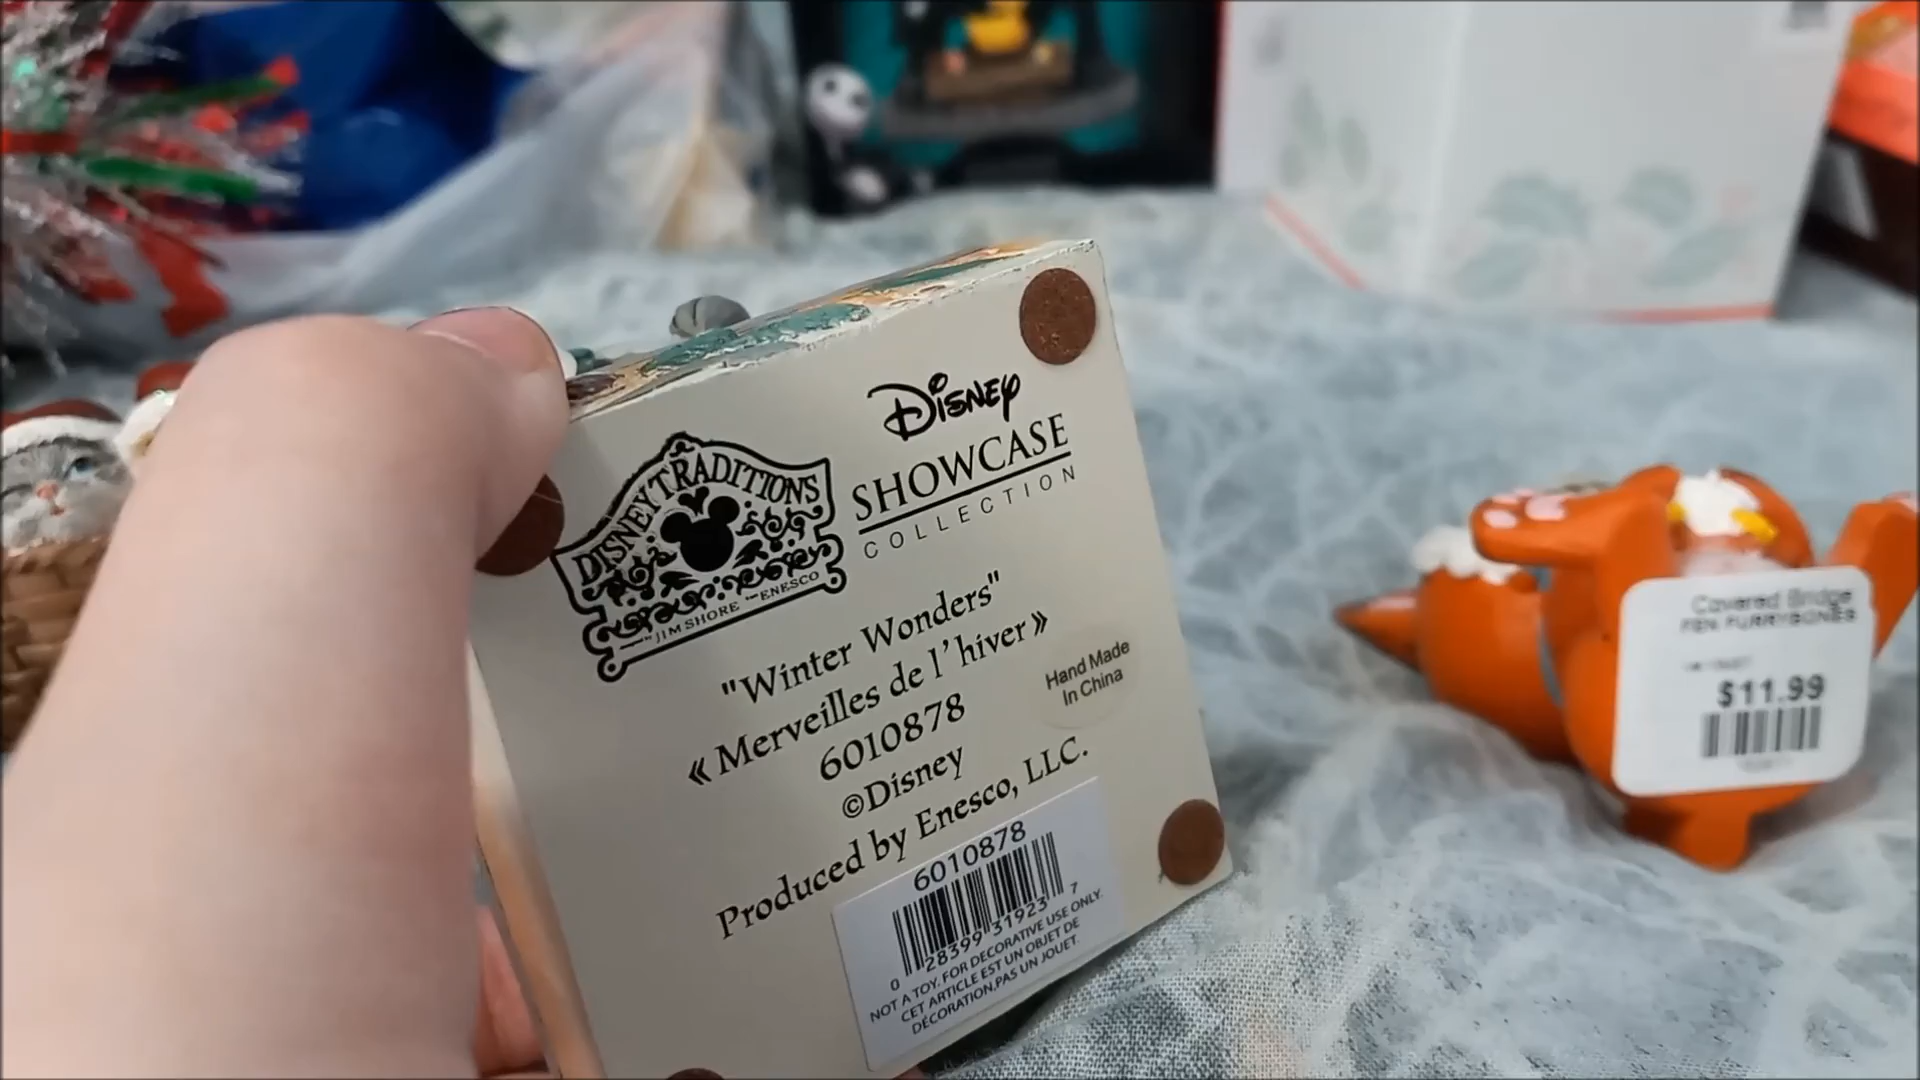 DISNEY TRADITIONS
JIM SHORE ENESCO
Disney
SHOWCASE
COLLECTION
"Winter Wonders"
« Merveilles de l'hiver »
6010878
©Disney
Produced by Enesco, LLC.
Hand Made
In China
6010878
0 28399 31923 7
NOT A TOY. FOR DECORATIVE USE ONLY.
CET ARTICLE EST UN OBJET DE
DÉCORATION,PAS UN JOUET.
Covered Bridge
FEN FURRYBONES
$11.99